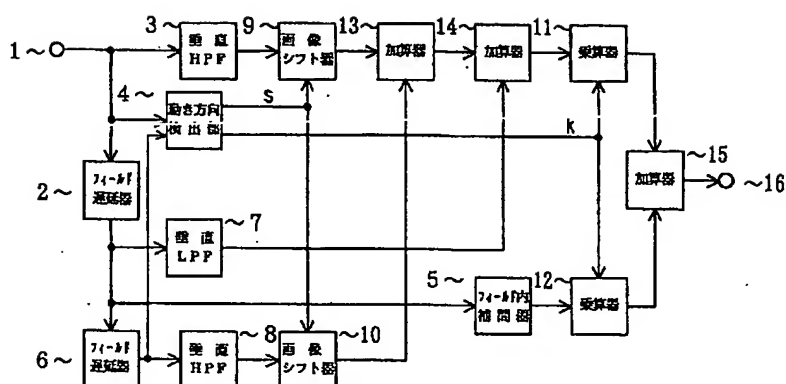 3～ 9～ 13～ 14～ 11～
1～
垂直
HPF
画像
シフト器
加算器
加算器
乗算器
4～
動き方向
検出器
s
k
2～
フィールド
遅延器
～15
加算器
～16
～7
垂直
LPF
5～
フィールド内
補間器
12～
乗算器
6～
フィールド
遅延器
～8
垂直
HPF
～10
画像
シフト器